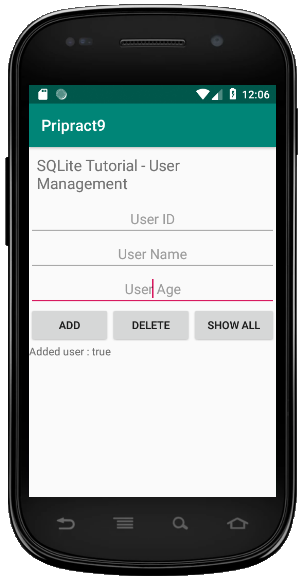 12:06
Pripract9
SQLite Tutorial - User
Management
User ID
User Name
User Age
ADD DELETE SHOW ALL
Added user : true